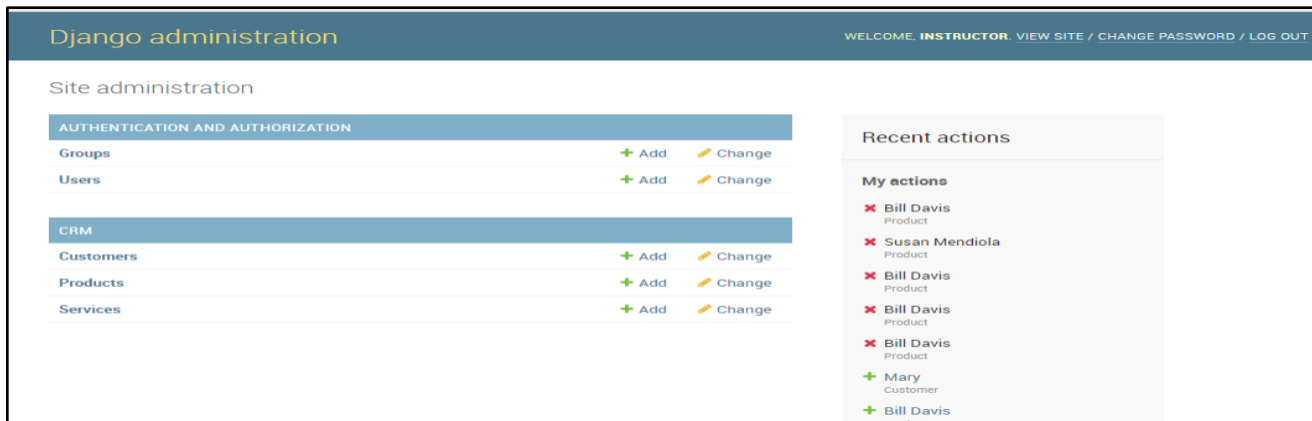 Django administration
WELCOME, INSTRUCTOR. VIEW SITE / CHANGE PASSWORD / LOG OUT
Site administration
AUTHENTICATION AND AUTHORIZATION
Groups + Add Change
Users + Add Change
CRM
Customers + Add Change
Products + Add Change
Services + Add Change
Recent actions
My actions
Bill Davis
Product
Susan Mendiola
Product
Bill Davis
Product
Bill Davis
Product
Bill Davis
Product
Mary
Customer
Bill Davis